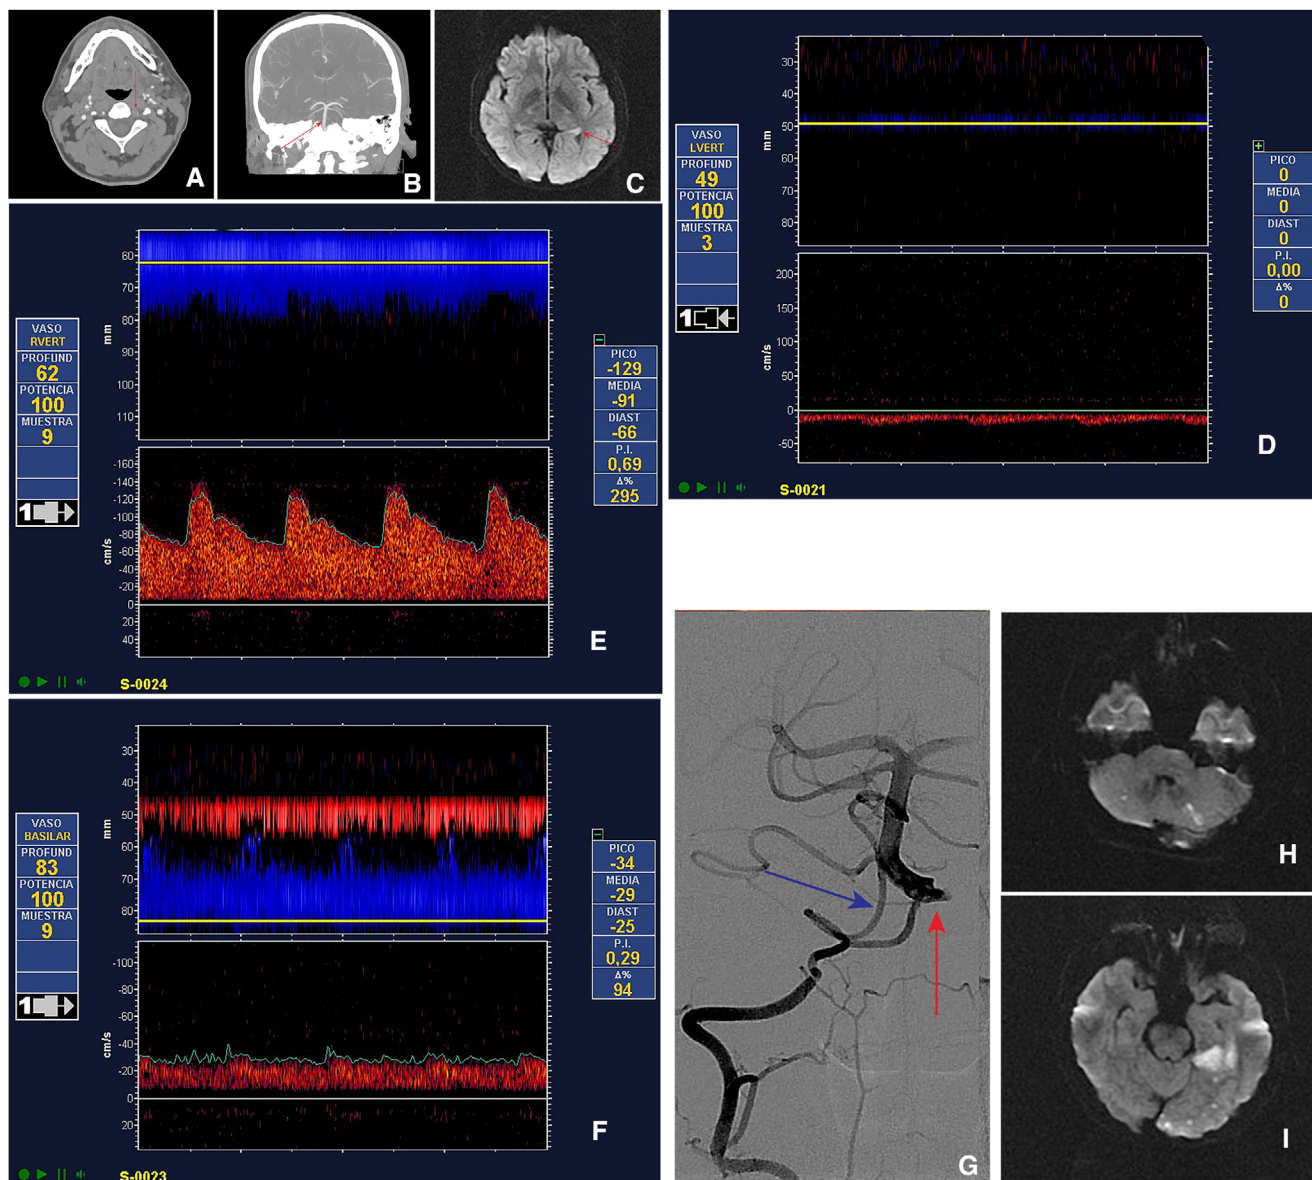 A
B
C
VASO
LVERT
PROFUND
49
POTENCIA
100
MUESTRA
3
1
30
40
50
60
70
80
mm
200
150
100
50
0
-50
cm/s
PICO
0
MEDIA
0
DIAST
0
P.I.
0,00
Δ%
0
D
S-0021
VASO
RVERT
PROFUND
62
POTENCIA
100
MUESTRA
9
1
60
70
80
90
100
110
mm
-160
-140
-120
-100
-80
-60
-40
-20
0
20
40
cm/s
PICO
-129
MEDIA
-91
DIAST
-66
P.I.
0,69
Δ%
295
E
S-0024
VASO
BASILAR
PROFUND
83
POTENCIA
100
MUESTRA
9
1
30
40
50
60
70
80
mm
-100
-80
-60
-40
-20
0
20
cm/s
PICO
-34
MEDIA
-29
DIAST
-25
P.I.
0,29
Δ%
94
F
S-0023
G
H
I